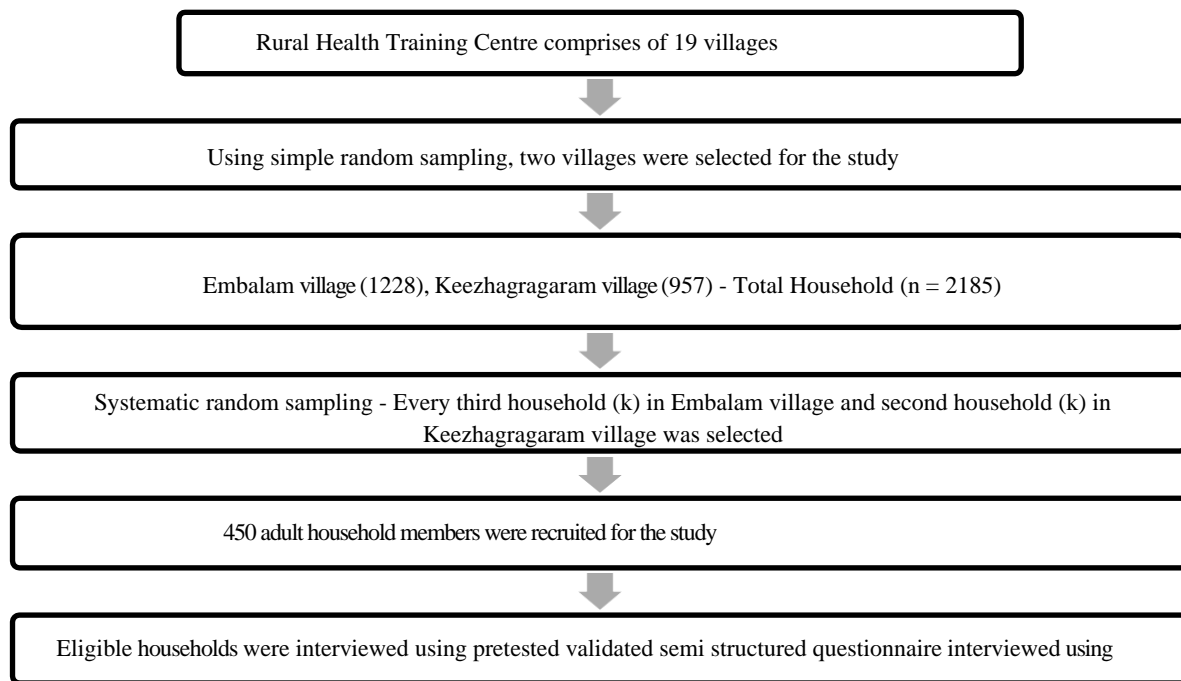 Rural Health Training Centre comprises of 19 villages
Using simple random sampling, two villages were selected for the study
Embalam village (1228), Keezhagragaram village (957) - Total Household (n = 2185)
Systematic random sampling - Every third household (k) in Embalam village and second household (k) in
Keezhagragaram village was selected
450 adult household members were recruited for the study
Eligible households were interviewed using pretested validated semi structured questionnaire interviewed using